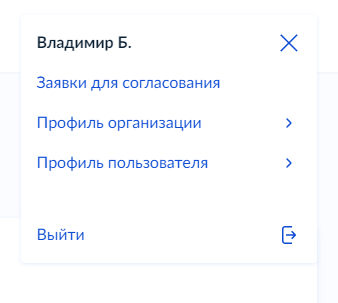 Владимир Б.
Заявки для согласования
Профиль организации
Профиль пользователя
Выйти